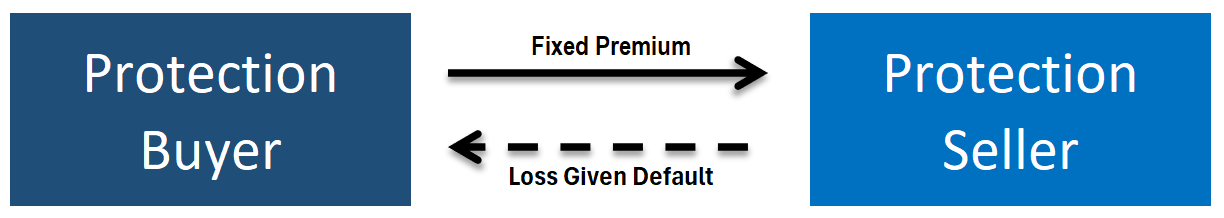 Protection
Buyer
Fixed Premium
Loss Given Default
Protection
Seller